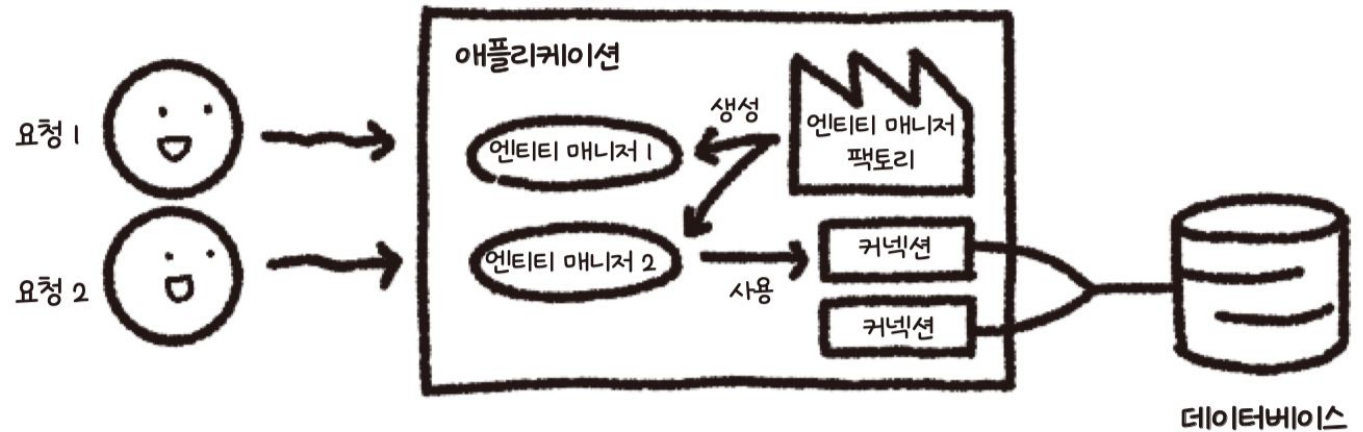 애플리케이션
요청 1
생성
엔티티 매니저 1
엔티티 매니저
팩토리
요청 2
엔티티 매니저 2
사용
커넥션
커넥션
데이터베이스